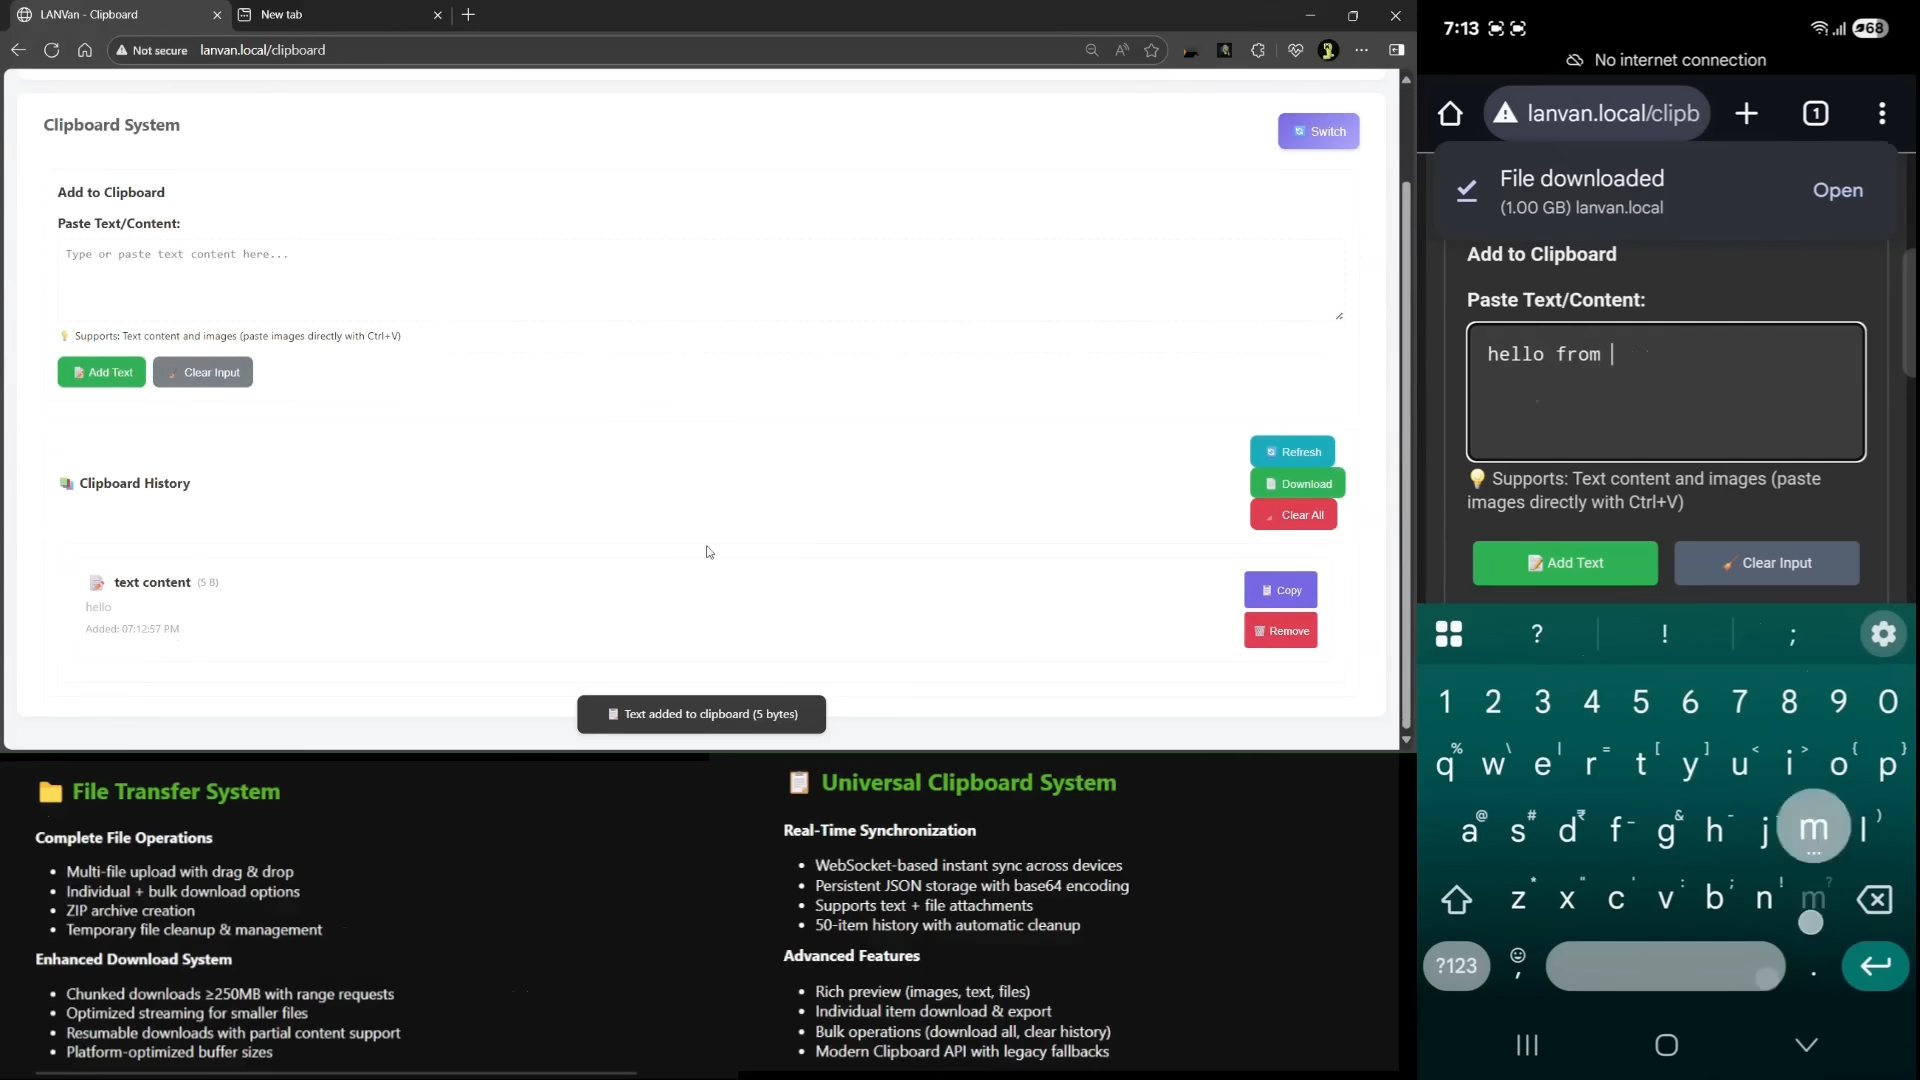 LANVan - Clipboard
New tab
Not secure
lanvan.local/clipboard
Clipboard System
Switch
Add to Clipboard
Paste Text/Content:
Type or paste text content here...
Supports: Text content and images (paste images directly with Ctrl+V)
Add Text
Clear Input
Clipboard History
Refresh
Download
Clear All
text content (5 B)
hello
Added: 07:12:57 PM
Copy
Remove
Text added to clipboard (5 bytes)
File Transfer System
Complete File Operations
• Multi-file upload with drag & drop
• Individual + bulk download options
• ZIP archive creation
• Temporary file cleanup & management
Enhanced Download System
• Chunked downloads ≥250MB with range requests
• Optimized streaming for smaller files
• Resumable downloads with partial content support
• Platform-optimized buffer sizes
Universal Clipboard System
Real-Time Synchronization
• WebSocket-based instant sync across devices
• Persistent JSON storage with base64 encoding
• Supports text + file attachments
• 50-item history with automatic cleanup
Advanced Features
• Rich preview (images, text, files)
• Individual item download & export
• Bulk operations (download all, clear history)
• Modern Clipboard API with legacy fallbacks
7:13
68
No internet connection
lanvan.local/clipb
1
File downloaded
(1.00 GB) lanvan.local
Open
Add to Clipboard
Paste Text/Content:
hello from
Supports: Text content and images (paste
images directly with Ctrl+V)
Add Text
Clear Input
? ! ;
1 2 3 4 5 6 7 8 9 0
% \ | = [ ] < > { }
q w e r t y u i o p
@ # ₹ _ & - )
a s d f g h j m l
* " ' : ; ! ?
z x c v b n m
?123 , .